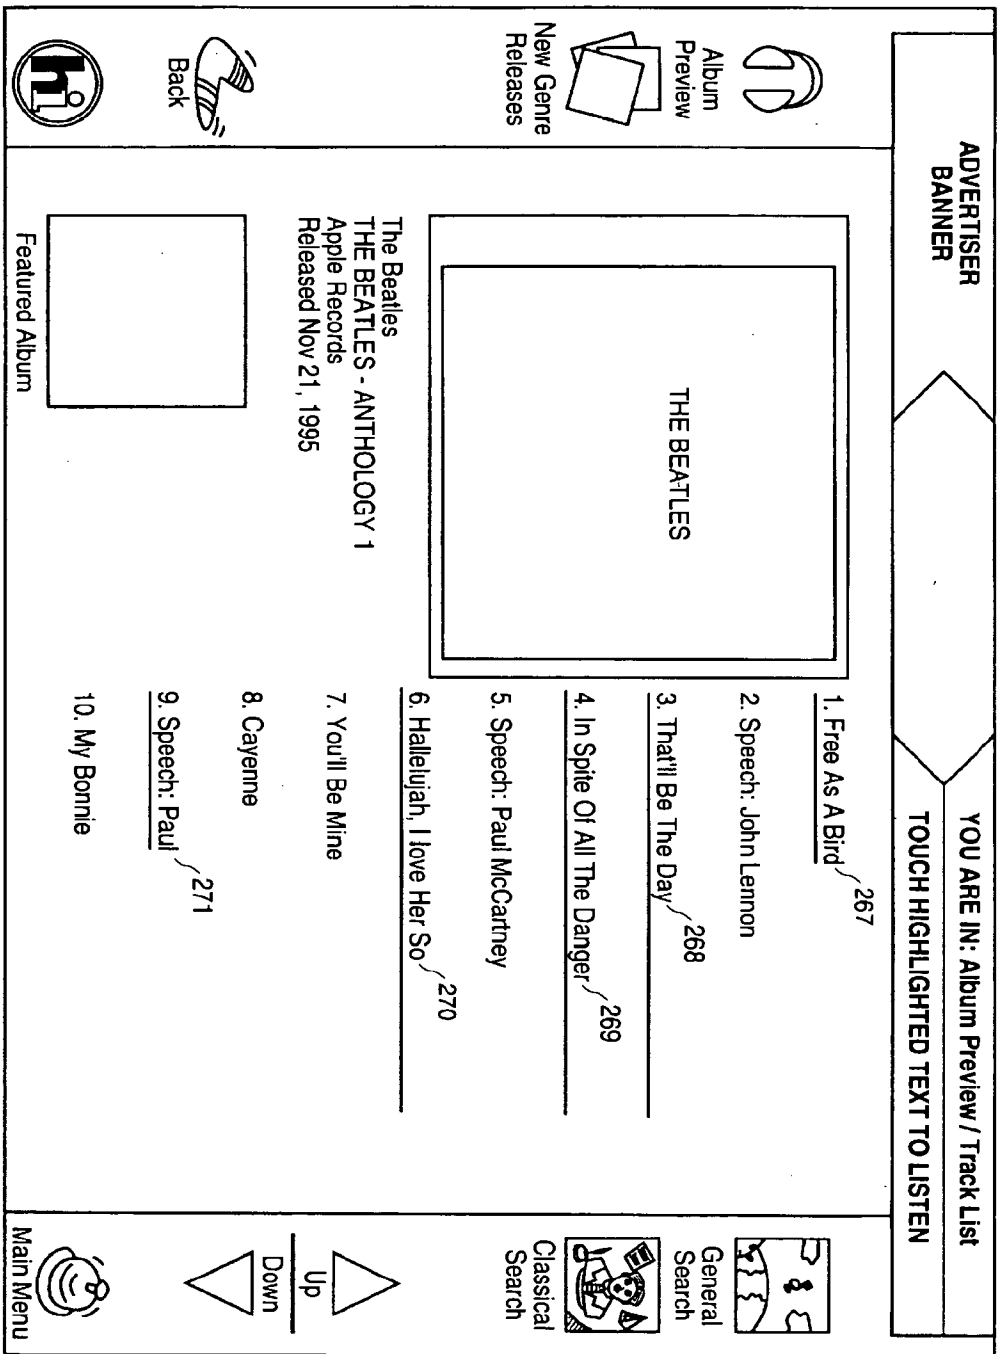 ADVERTISER
BANNER
YOU ARE IN: Album Preview / Track List
TOUCH HIGHLIGHTED TEXT TO LISTEN
Album
Preview
New Genre
Releases
Back
hi
THE BEATLES
The Beatles
THE BEATLES - ANTHOLOGY 1
Apple Records
Released Nov 21, 1995
Featured Album
1. Free As A Bird 267
2. Speech: John Lennon
3. That'll Be The Day 268
4. In Spite Of All The Danger 269
5. Speech: Paul McCartney
6. Hallelujah, I love Her So 270
7. You'll Be Mine
8. Cayenne
9. Speech: Paul 271
10. My Bonnie
General
Search
Classical
Search
Up
Down
Main Menu